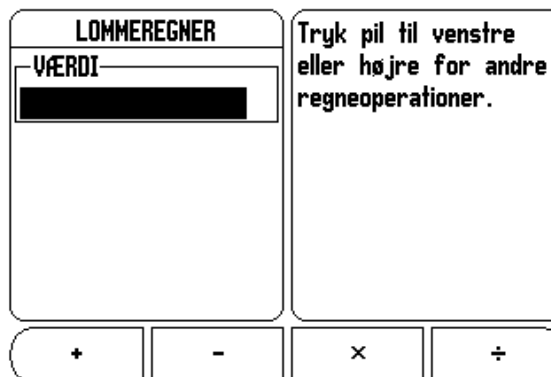 LOMMEREGNER
VÆRDI
Tryk pil til venstre
eller højre for andre
regneoperationer.
+ - × ÷